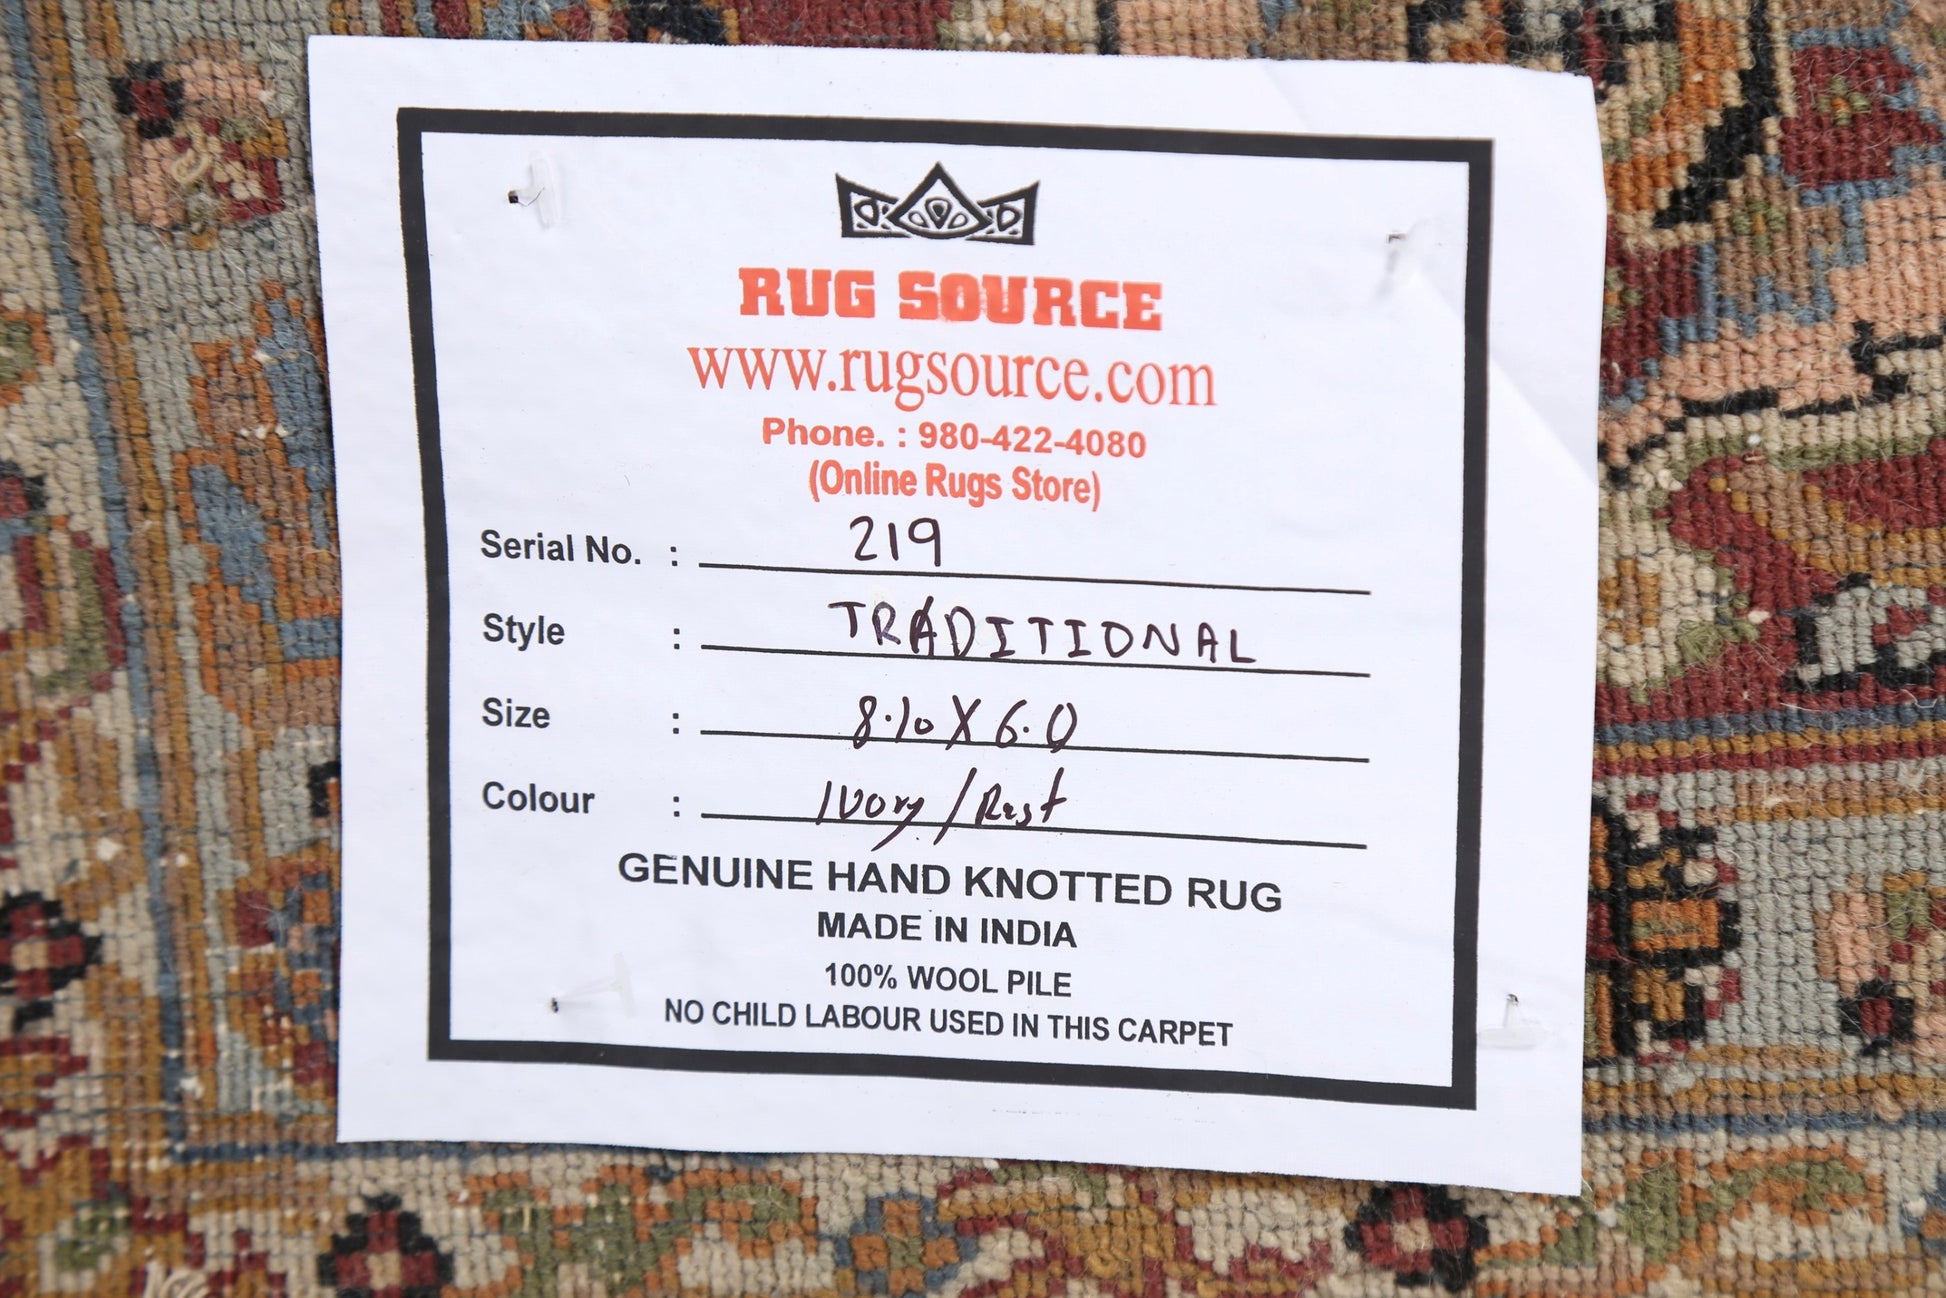 RUG SOURCE
www.rugsource.com
Phone. : 980-422-4080
(Online Rugs Store)
Serial No. : 219
Style : TRADITIONAL
Size : 8.10 X 6.0
Colour : Ivory / Rust
GENUINE HAND KNOTTED RUG
MADE IN INDIA
100% WOOL PILE
NO CHILD LABOUR USED IN THIS CARPET